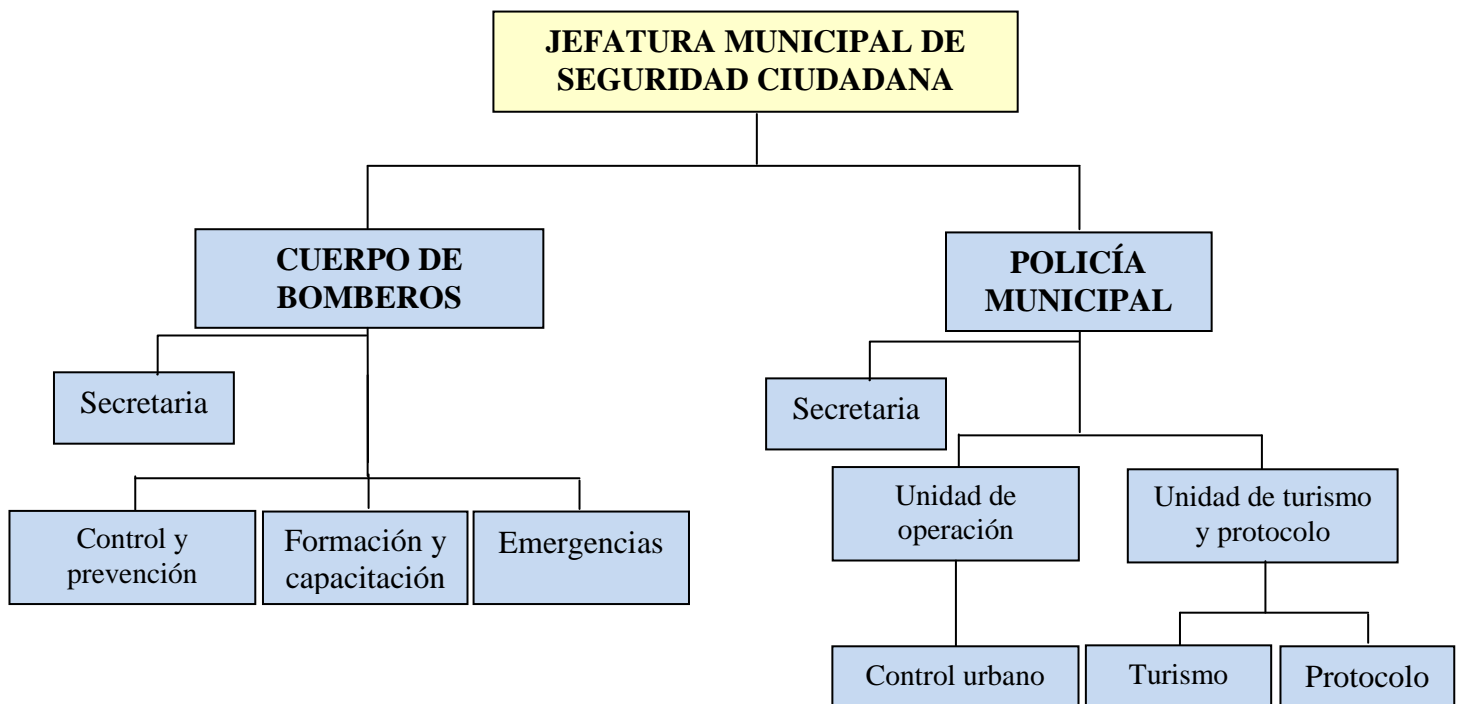 JEFATURA MUNICIPAL DE
SEGURIDAD CIUDADANA
CUERPO DE
BOMBEROS
POLICÍA
MUNICIPAL
Secretaria
Secretaria
Control y
prevención
Formación y
capacitación
Emergencias
Unidad de
operación
Unidad de turismo
y protocolo
Control urbano
Turismo
Protocolo